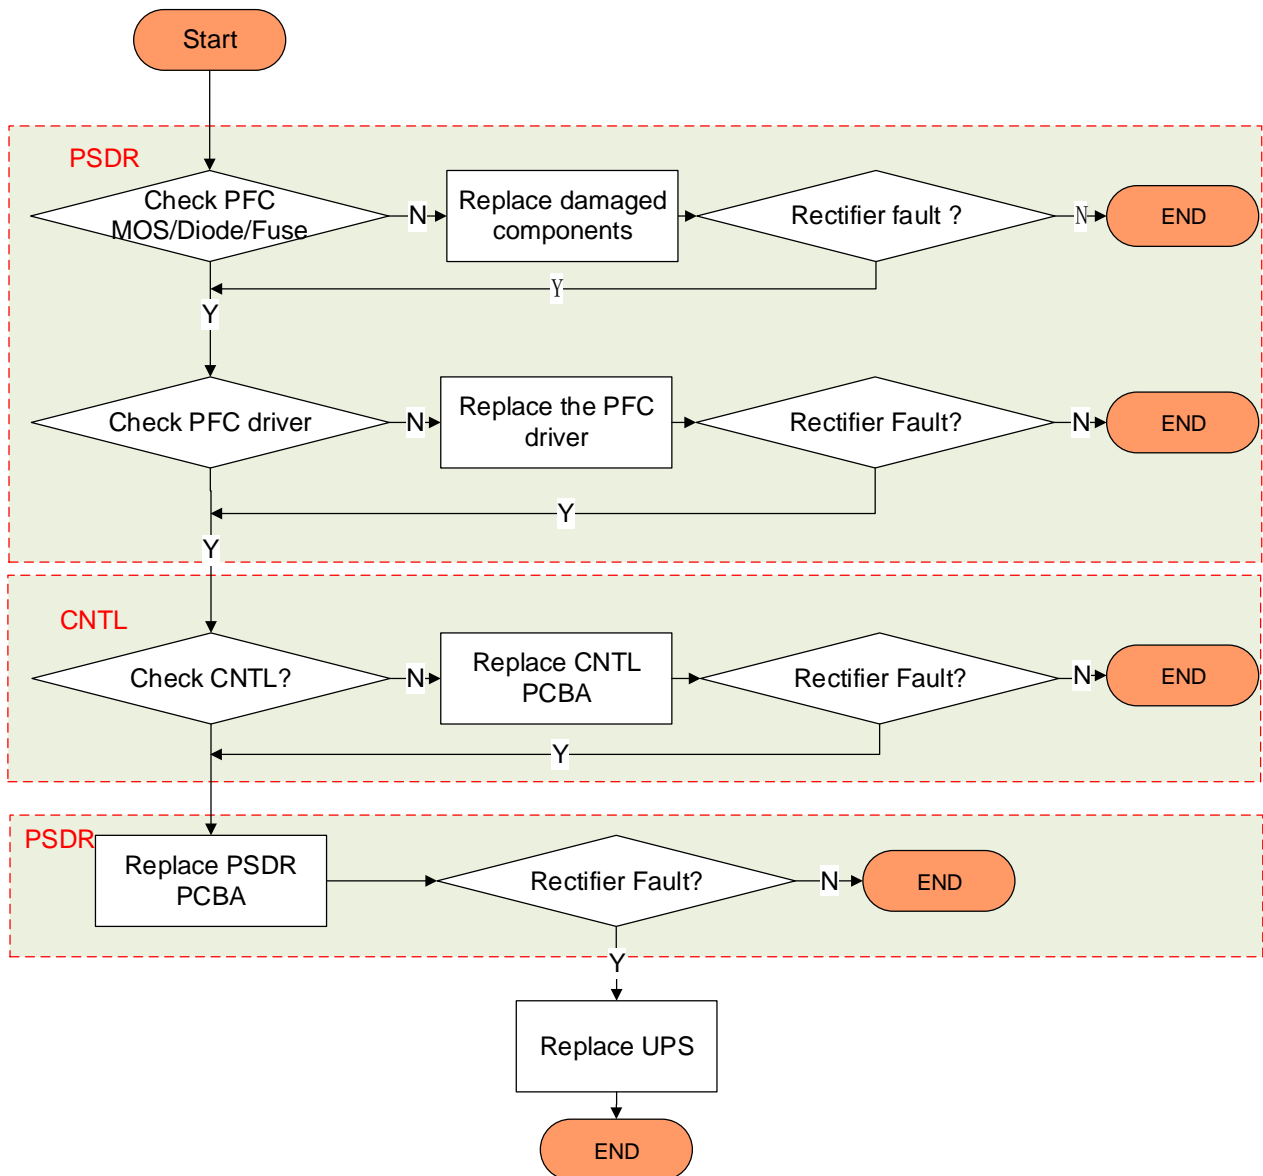 Start
PSDR
Check PFC
MOS/Diode/Fuse
N
Replace damaged
components
Rectifier fault ?
N
END
Y
Y
Check PFC driver
N
Replace the PFC
driver
Rectifier Fault?
N
END
Y
Y
CNTL
Check CNTL?
N
Replace CNTL
PCBA
Rectifier Fault?
N
END
Y
PSDR
Replace PSDR
PCBA
Rectifier Fault?
N
END
Y
Replace UPS
END